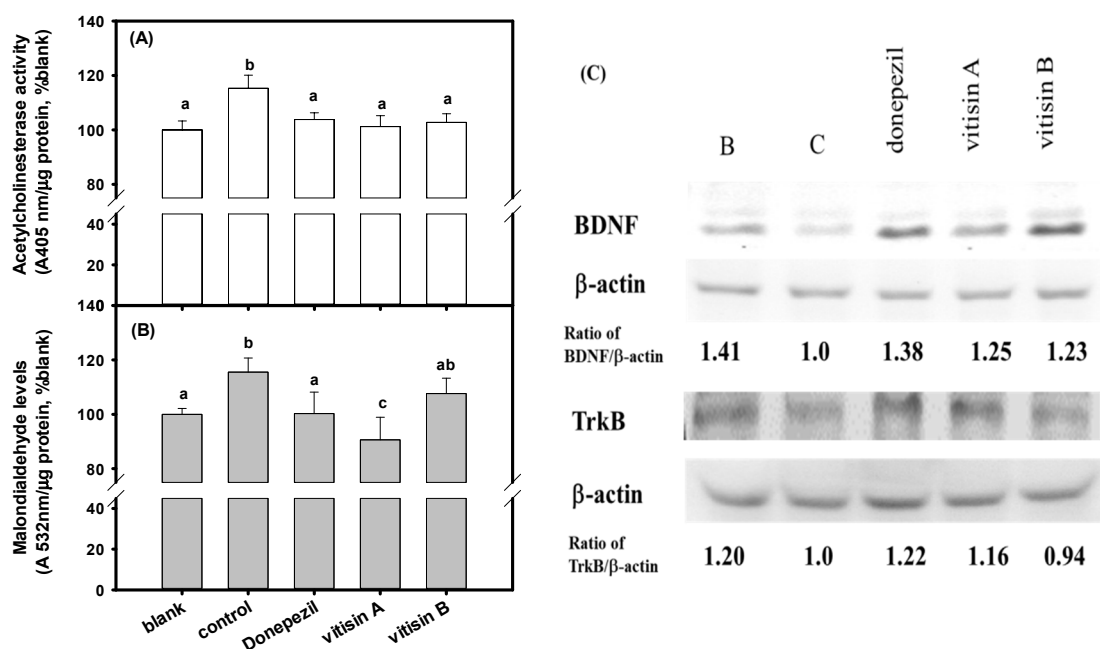 Acetylcholinesterase activity
(A405 nm/µg protein, %blank)
(A)
140
120
100
80
40
20
a
b
a
a
a
Malondialdehyde levels
(A 532nm/µg protein, %blank)
(B)
140
120
100
80
40
20
0
a
b
a
c
ab
blank
control
Donepezil
vitisin A
vitisin B
(C)
B
C
donepezil
vitisin A
vitisin B
BDNF
β-actin
Ratio of
BDNF/β-actin
1.41 1.0 1.38 1.25 1.23
TrkB
β-actin
Ratio of
TrkB/β-actin
1.20 1.0 1.22 1.16 0.94